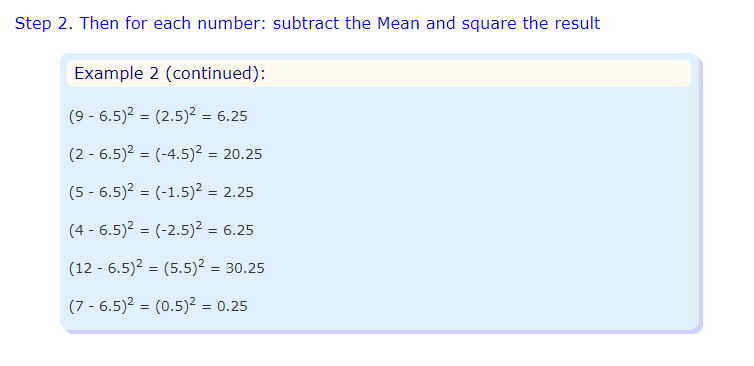 Step 2. Then for each number: subtract the Mean and square the result
Example 2 (continued):
(9 - 6.5)² = (2.5)² = 6.25
(2 - 6.5)² = (-4.5)² = 20.25
(5 - 6.5)² = (-1.5)² = 2.25
(4 - 6.5)² = (-2.5)² = 6.25
(12 - 6.5)² = (5.5)² = 30.25
(7 - 6.5)² = (0.5)² = 0.25